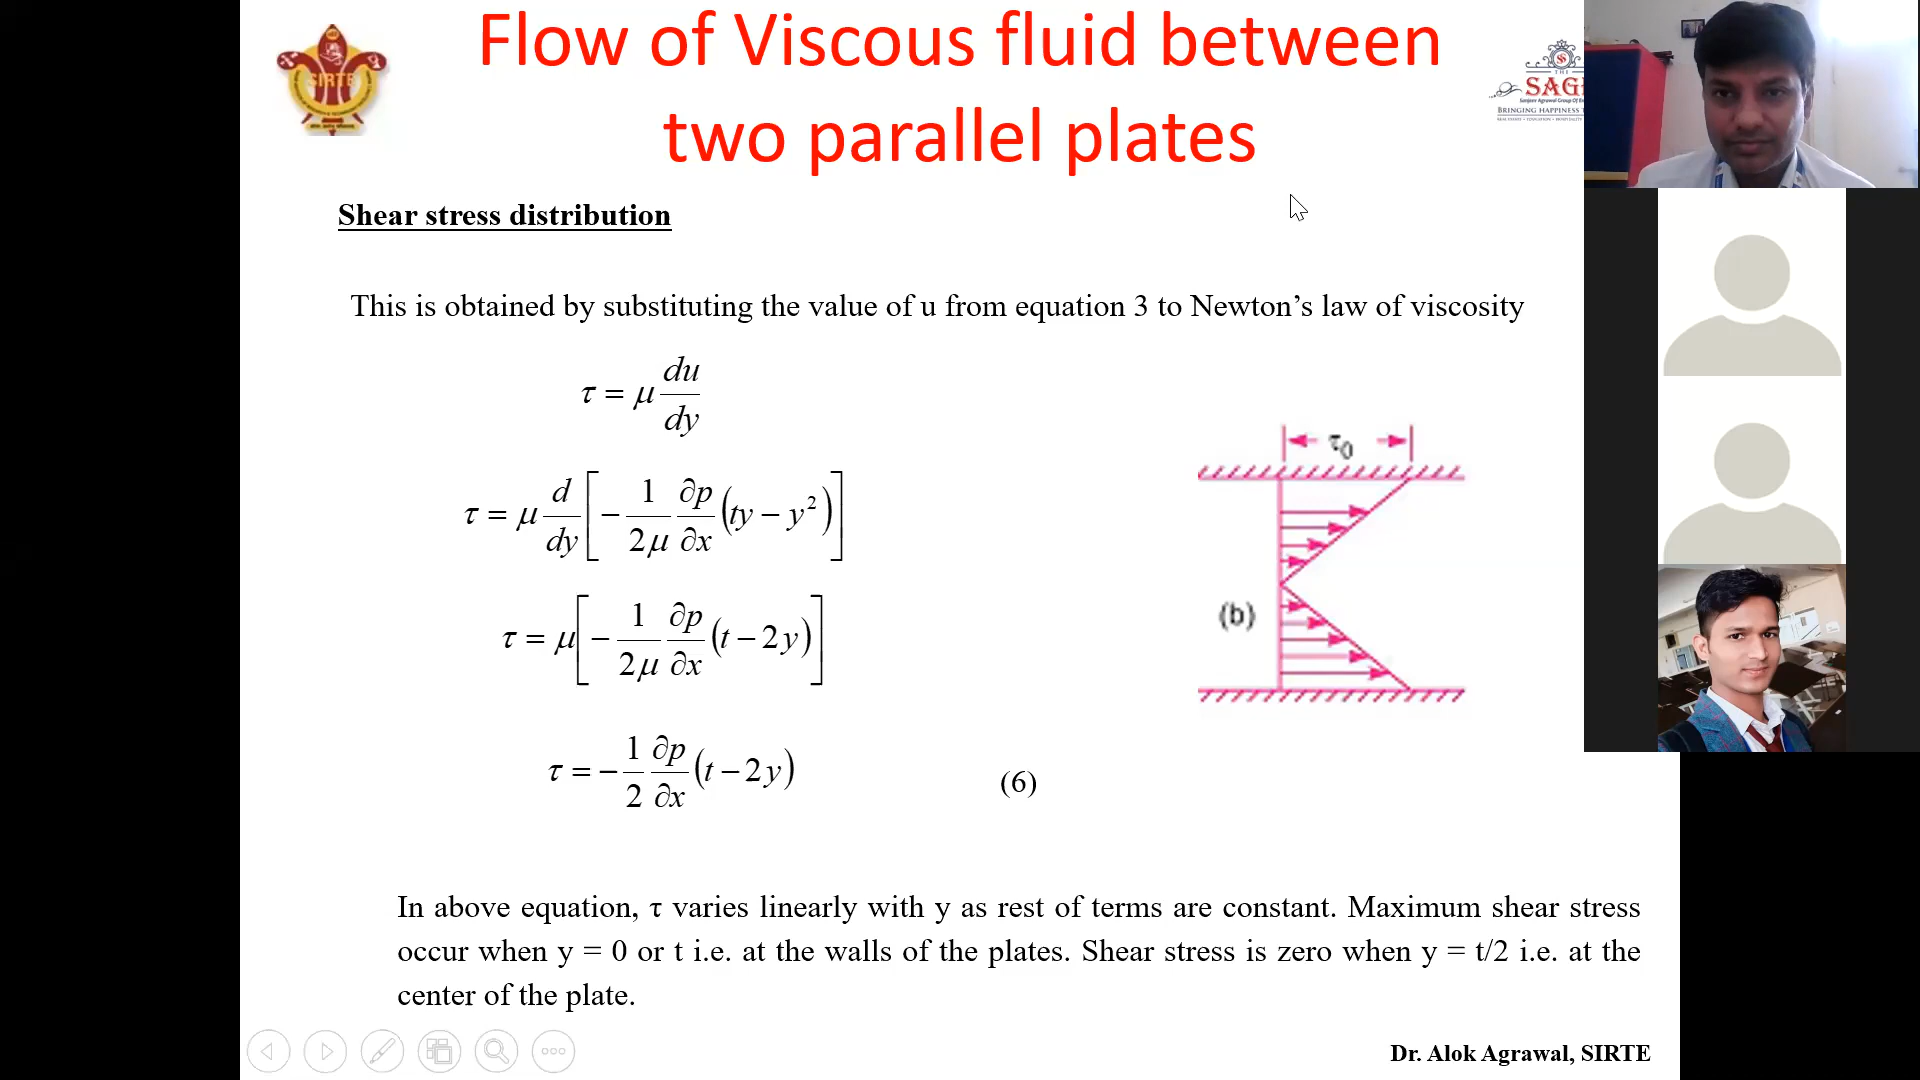 Flow of Viscous fluid between
two parallel plates
SIRTE
THE
SAG
BRINGING HAPPINESS
Shear stress distribution
This is obtained by substituting the value of u from equation 3 to Newton’s law of viscosity
τ = μ du/dy
τ = μ d/dy [ − 1/2μ ∂p/∂x (ty − y²) ]
τ = μ [ − 1/2μ ∂p/∂x (t − 2y) ]
τ = − 1/2 ∂p/∂x (t − 2y)
(6)
τ0
(b)
In above equation, τ varies linearly with y as rest of terms are constant. Maximum shear stress
occur when y = 0 or t i.e. at the walls of the plates. Shear stress is zero when y = t/2 i.e. at the
center of the plate.
Dr. Alok Agrawal, SIRTE